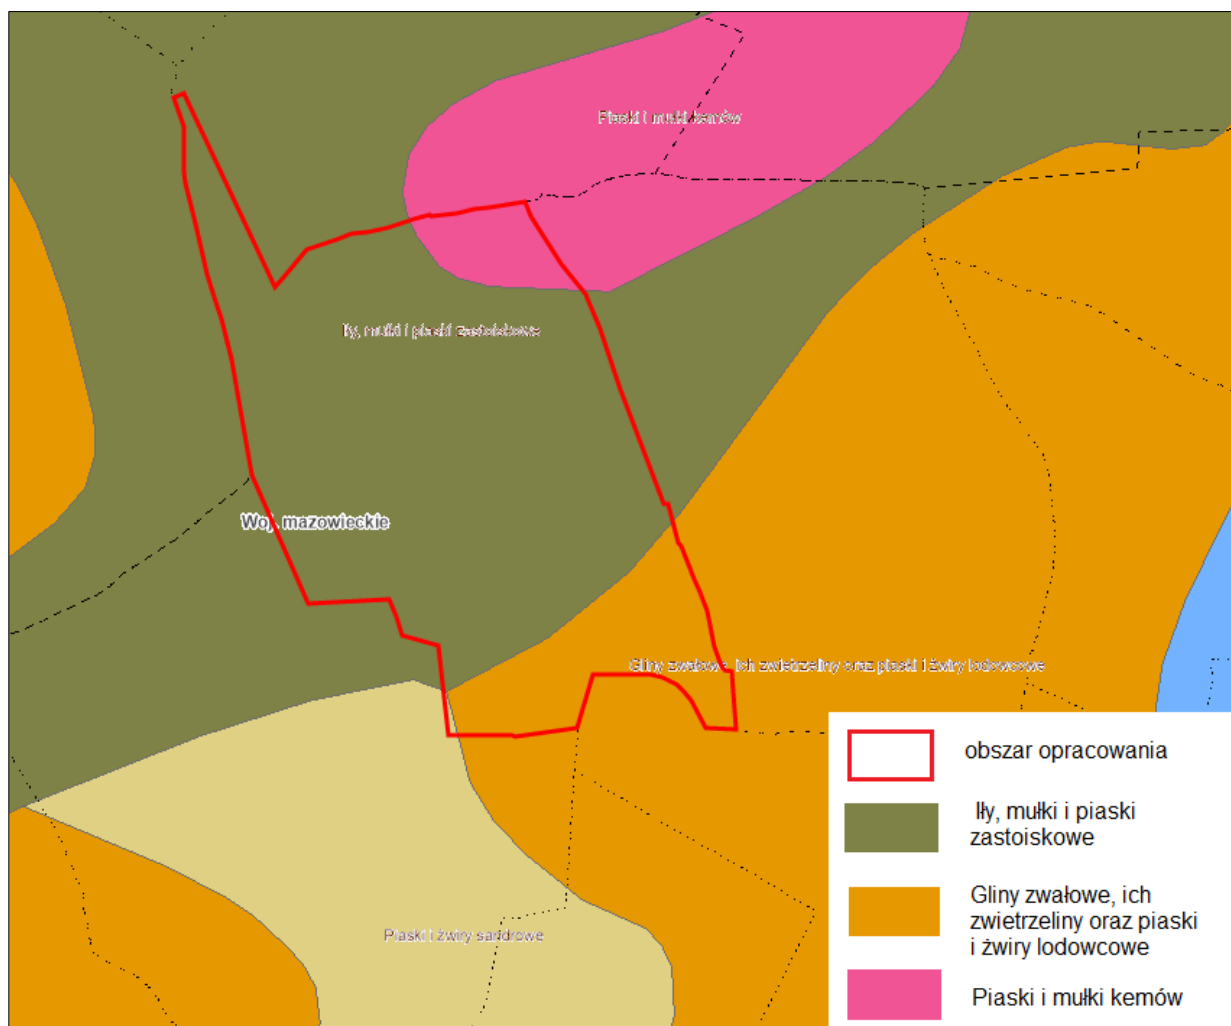 Piaski i mułki kemów
Iły, mułki i piaski zastoiskowe
Woj. mazowieckie
Gliny zwałowe, ich zwietrzeliny oraz piaski i żwiry lodowcowe
Piaski i żwiry sandrowe
obszar opracowania
Iły, mułki i piaski
zastoiskowe
Gliny zwałowe, ich
zwietrzeliny oraz piaski
i żwiry lodowcowe
Piaski i mułki kemów